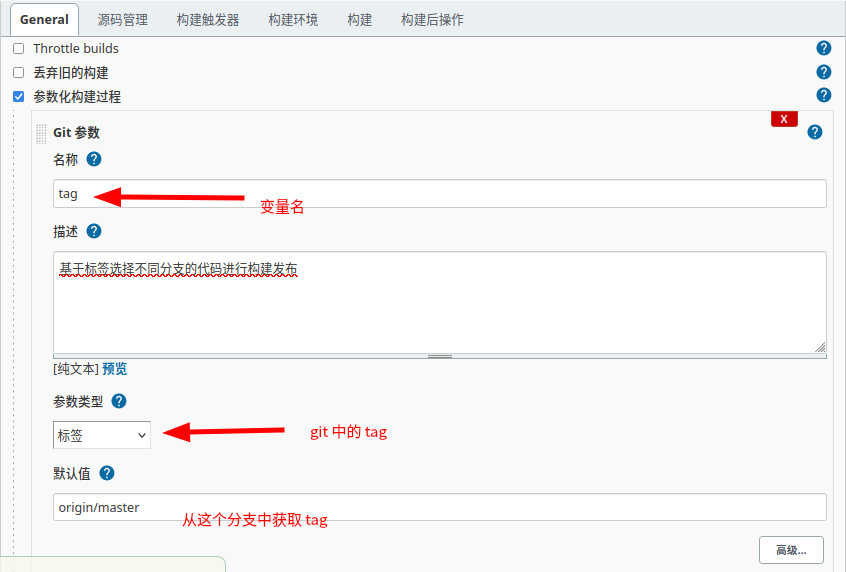 General 源码管理 构建触发器 构建环境 构建 构建后操作
Throttle builds ?
丢弃旧的构建 ?
参数化构建过程 ?
X
Git 参数 ?
名称 ?
tag
变量名
描述 ?
基于标签选择不同分支的代码进行构建发布
[纯文本] 预览
参数类型 ?
标签
git 中的 tag
默认值 ?
origin/master
从这个分支中获取 tag
高级...